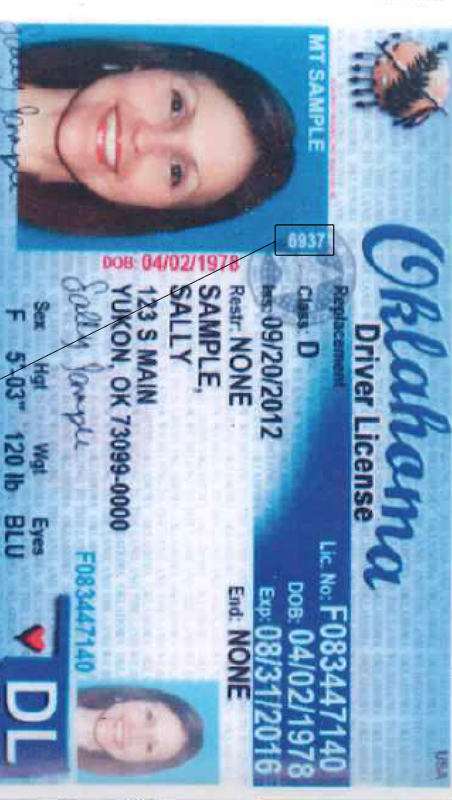 USA
Oklahoma
Driver License
MT SAMPLE
6937
Replacement
Class: D
Iss: 09/20/2012
Restr: NONE
Lic. No: F083447140
DOB: 04/02/1978
Exp: 08/31/2016
End: NONE
DOB: 04/02/1978
SAMPLE,
SALLY
123 S MAIN
YUKON, OK 73099-0000
Sally Sample
F083447140
Sex Hgt Wgt Eyes
F 5'-03" 120 lb BLU
DL
Sally Sample